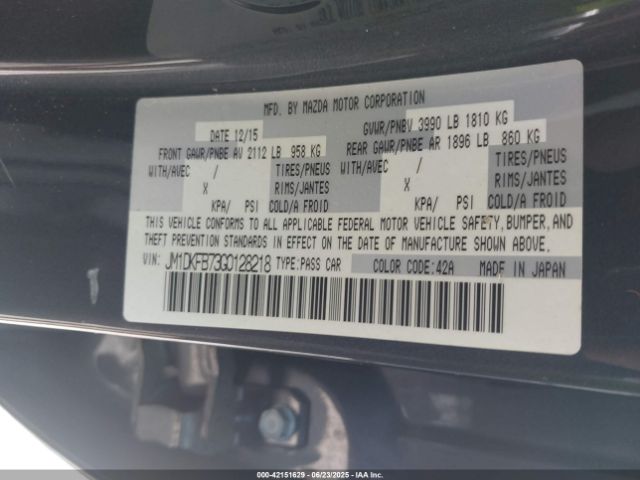 MFD. BY MAZDA MOTOR CORPORATION
DATE 12/15 GVWR/PNBV 3990 LB 1810 KG
FRONT GAWR/PNBE AV 2112 LB 958 KG REAR GAWR/PNBE AR 1896 LB 860 KG
WITH/AVEC / TIRES/PNEUS WITH/AVEC / TIRES/PNEUS
X RIMS/JANTES X RIMS/JANTES
KPA/ PSI COLD/A FROID KPA/ PSI COLD/A FROID
THIS VEHICLE CONFORMS TO ALL APPLICABLE FEDERAL MOTOR VEHICLE SAFETY, BUMPER, AND
THEFT PREVENTION STANDARDS IN EFFECT ON THE DATE OF MANUFACTURE SHOWN ABOVE.
VIN: JM1DKFB73G0128218 TYPE:PASS CAR COLOR CODE:42A MADE IN JAPAN
000-42151629 - 06/23/2025 - IAAI.COM